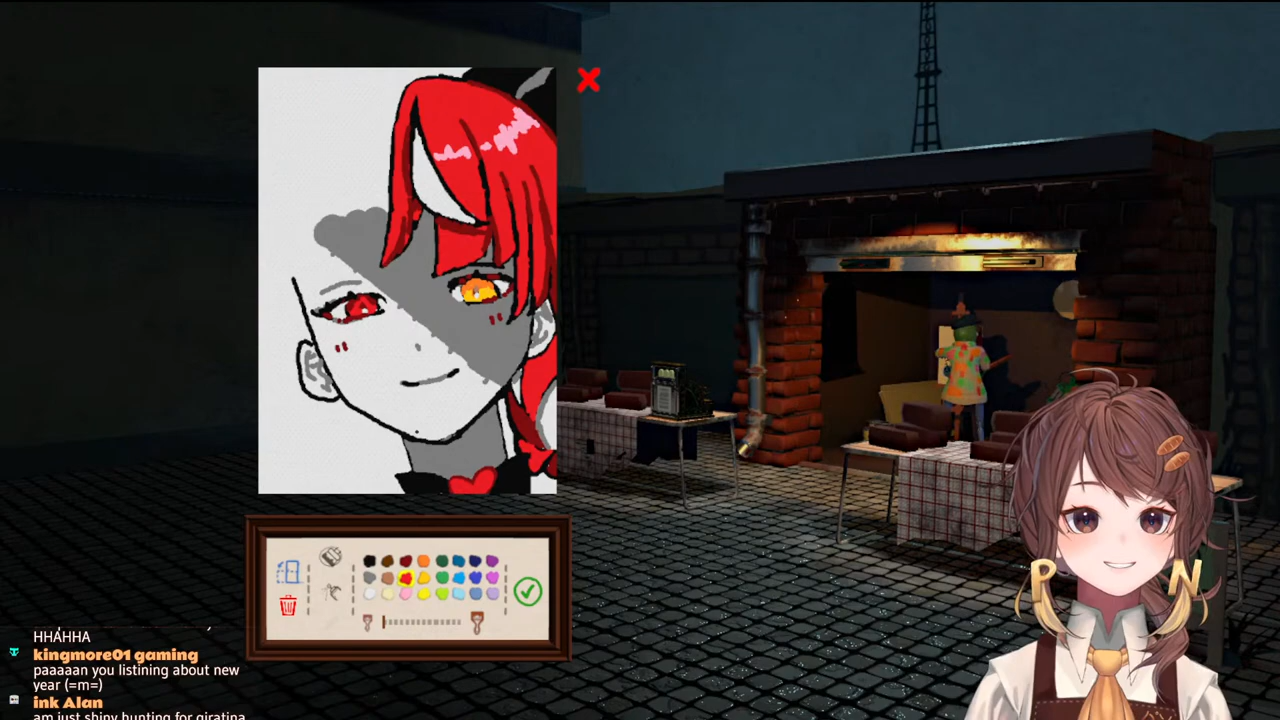 HHAHHA
kingmore01 gaming
paaaaan you listining about new
year (=m=)
ink Alan
am just shiny hunting for giratina
P N